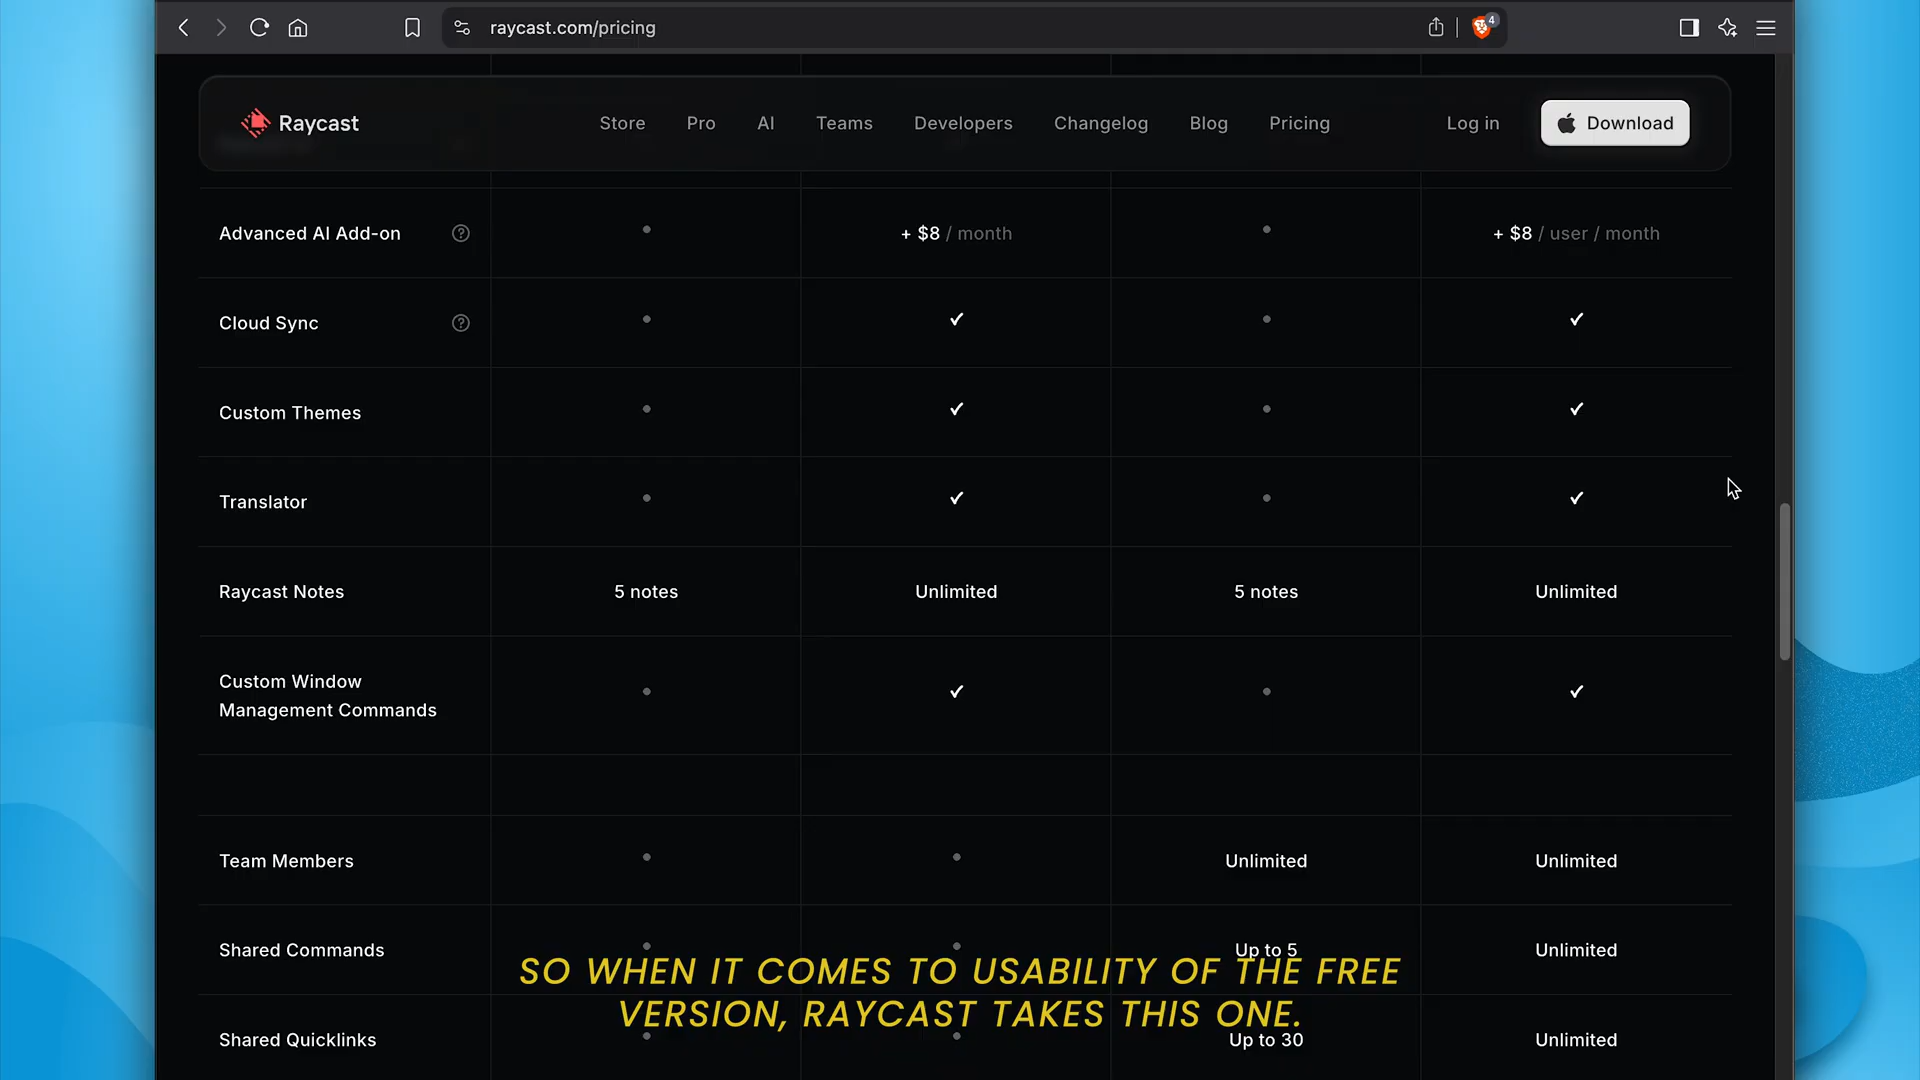 raycast.com/pricing
4
Raycast
Store
Pro
AI
Teams
Developers
Changelog
Blog
Pricing
Log in
Download
Advanced AI Add-on
+ $8 / month
+ $8 / user / month
Cloud Sync
Custom Themes
Translator
Raycast Notes
5 notes
Unlimited
5 notes
Unlimited
Custom Window
Management Commands
Team Members
Unlimited
Unlimited
Shared Commands
Up to 5
Unlimited
SO WHEN IT COMES TO USABILITY OF THE FREE
VERSION, RAYCAST TAKES THIS ONE.
Shared Quicklinks
Up to 30
Unlimited